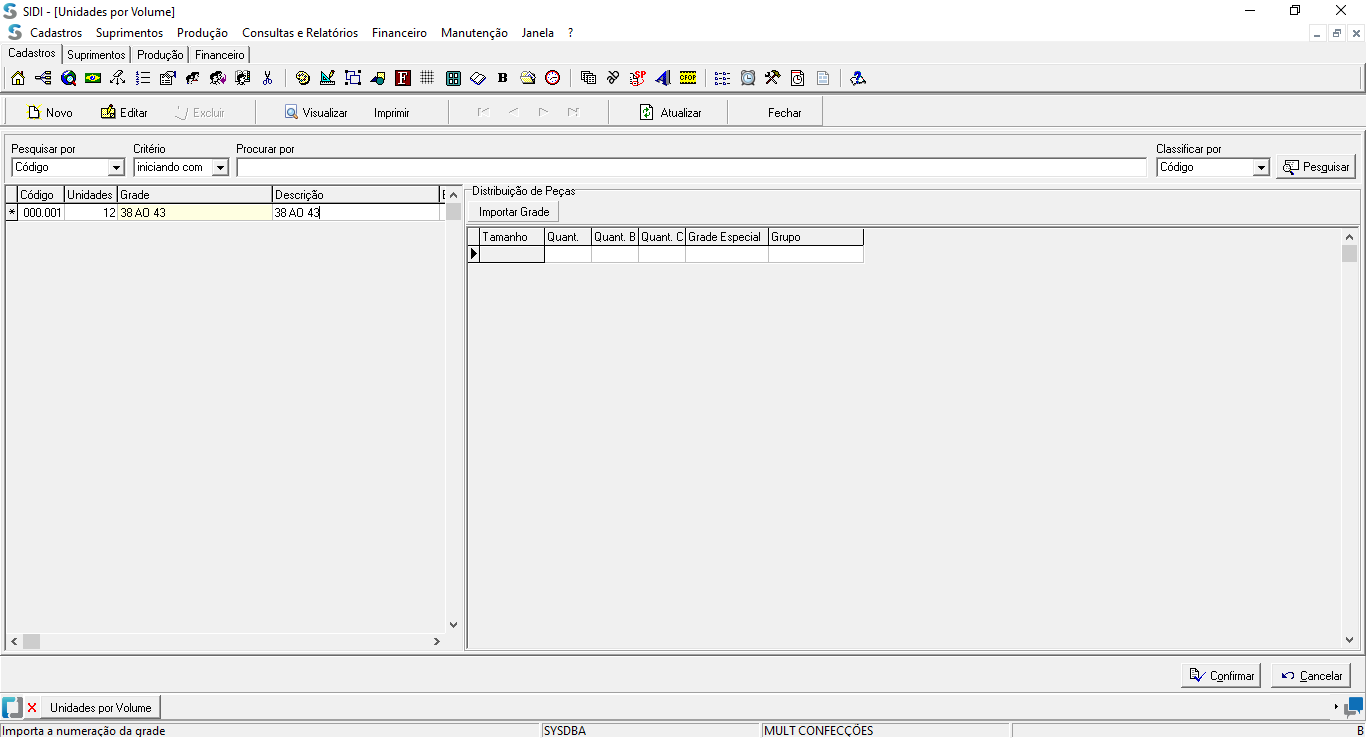 SIDI - [Unidades por Volume]
Cadastros Suprimentos Produção Consultas e Relatórios Financeiro Manutenção Janela ?
Cadastros Suprimentos Produção Financeiro
F B SP CFOP
Novo Editar Excluir Visualizar Imprimir Atualizar Fechar
Pesquisar por Critério Procurar por Classificar por
Código iniciando com Código Pesquisar
Código Unidades Grade Descrição
* 000.001 12 38 AO 43 38 AO 43
Distribuição de Peças
Importar Grade
Tamanho Quant. Quant. B Quant. C Grade Especial Grupo
Confirmar Cancelar
Unidades por Volume
Importa a numeração da grade SYSDBA MULT CONFECÇÕES B